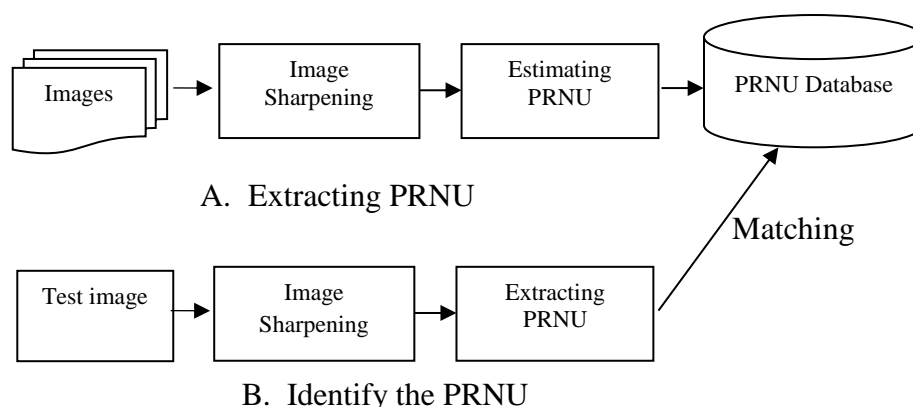 Images
Image
Sharpening
Estimating
PRNU
PRNU Database
A. Extracting PRNU
Matching
Test image
Image
Sharpening
Extracting
PRNU
B. Identify the PRNU